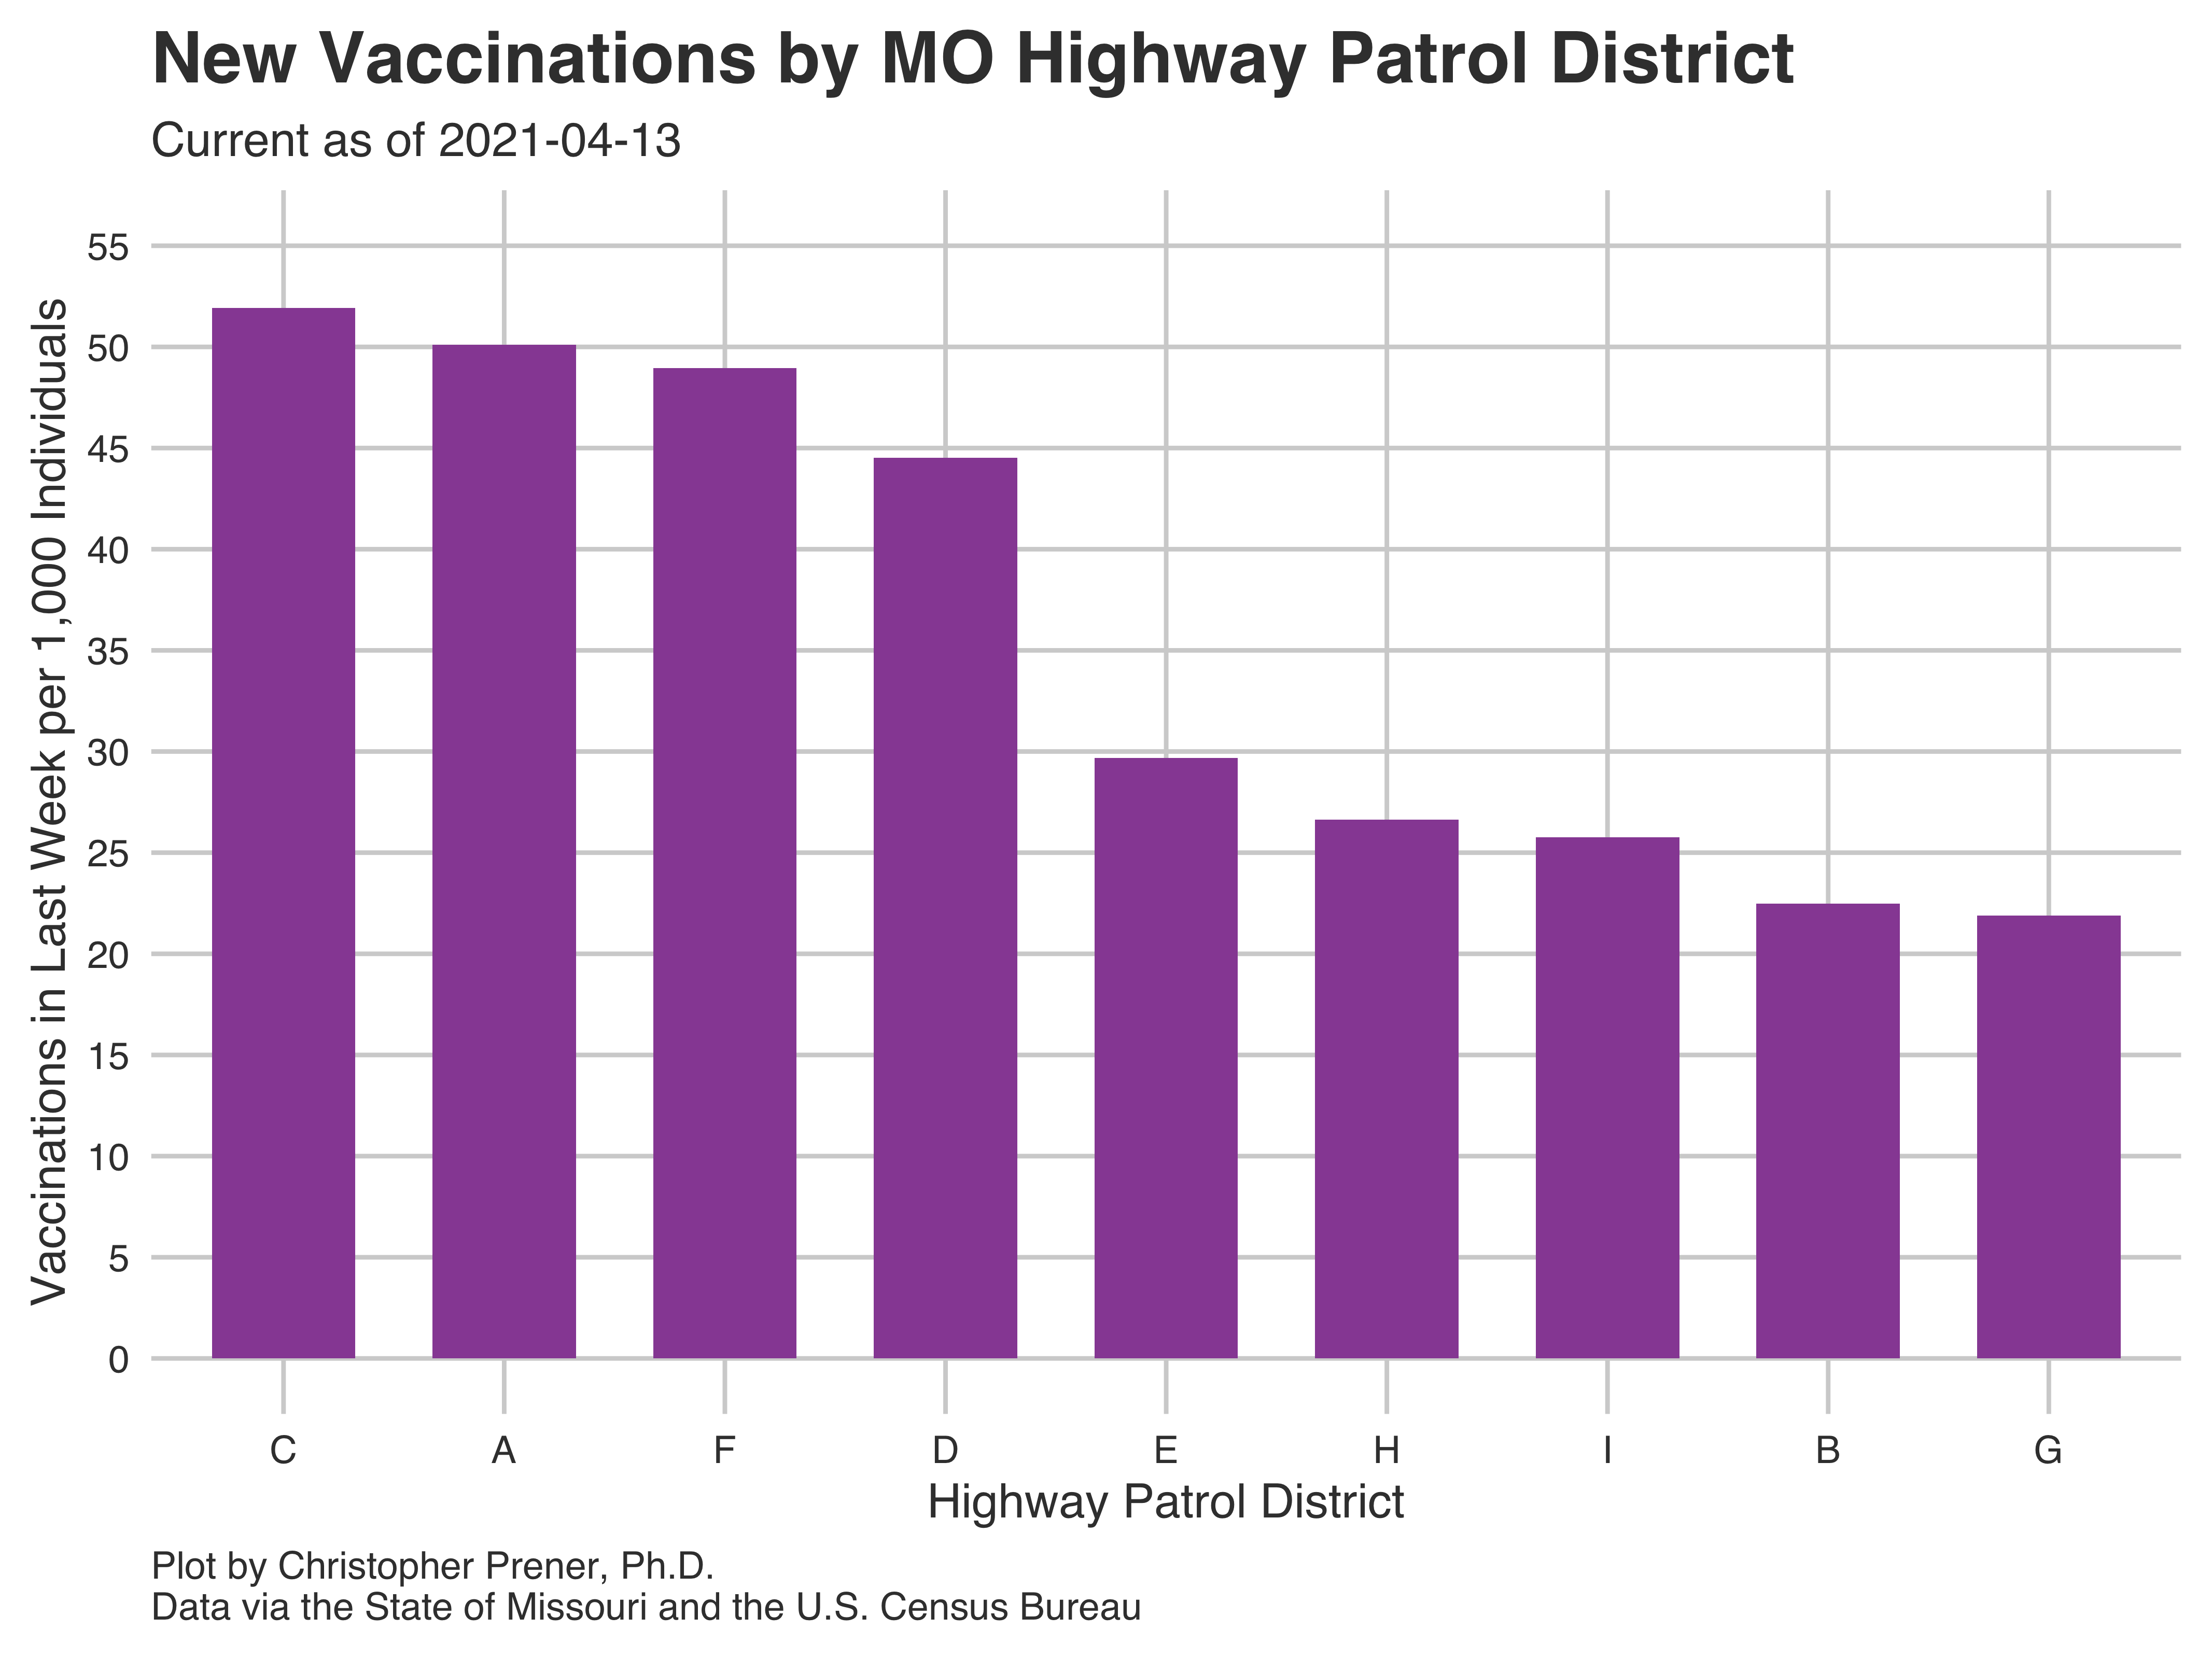 New Vaccinations by MO Highway Patrol District
Current as of 2021-04-13
Vaccinations in Last Week per 1,000 Individuals
55
50
45
40
35
30
25
20
15
10
5
0
C A F D E H I B G
Highway Patrol District
Plot by Christopher Prener, Ph.D.
Data via the State of Missouri and the U.S. Census Bureau